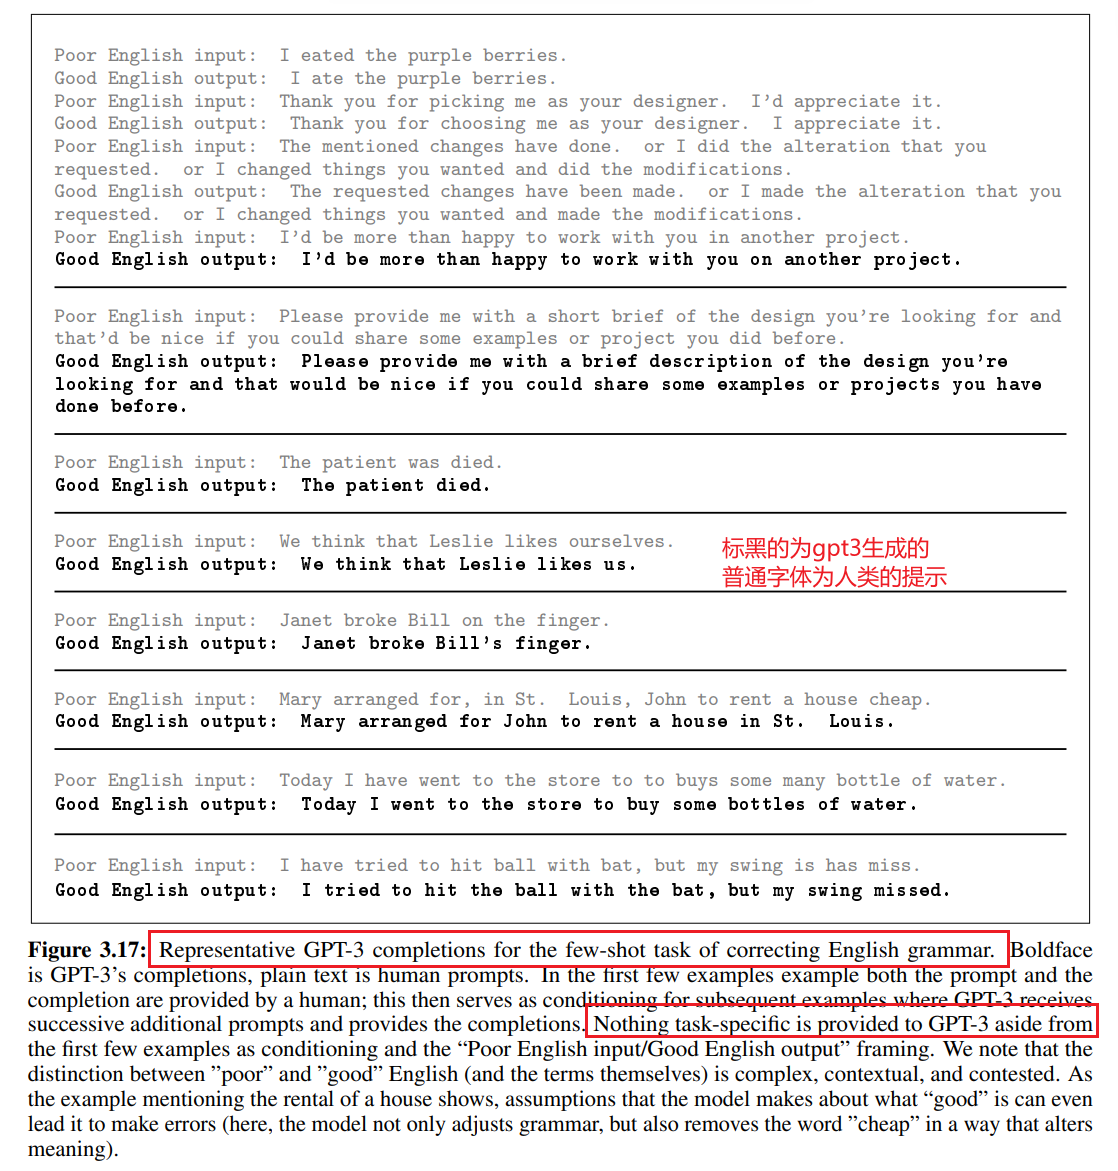 Poor English input: I eated the purple berries.
Good English output: I ate the purple berries.
Poor English input: Thank you for picking me as your designer. I'd appreciate it.
Good English output: Thank you for choosing me as your designer. I appreciate it.
Poor English input: The mentioned changes have done. or I did the alteration that you
requested. or I changed things you wanted and did the modifications.
Good English output: The requested changes have been made. or I made the alteration that you
requested. or I changed things you wanted and made the modifications.
Poor English input: I'd be more than happy to work with you in another project.
Good English output: I'd be more than happy to work with you on another project.
Poor English input: Please provide me with a short brief of the design you're looking for and
that'd be nice if you could share some examples or project you did before.
Good English output: Please provide me with a brief description of the design you're
looking for and that would be nice if you could share some examples or projects you have
done before.
Poor English input: The patient was died.
Good English output: The patient died.
Poor English input: We think that Leslie likes ourselves.
Good English output: We think that Leslie likes us.
标黑的为gpt3生成的
普通字体为人类的提示
Poor English input: Janet broke Bill on the finger.
Good English output: Janet broke Bill's finger.
Poor English input: Mary arranged for, in St. Louis, John to rent a house cheap.
Good English output: Mary arranged for John to rent a house in St. Louis.
Poor English input: Today I have went to the store to to buys some many bottle of water.
Good English output: Today I went to the store to buy some bottles of water.
Poor English input: I have tried to hit ball with bat, but my swing is has miss.
Good English output: I tried to hit the ball with the bat, but my swing missed.
Figure 3.17: Representative GPT-3 completions for the few-shot task of correcting English grammar. Boldface
is GPT-3's completions, plain text is human prompts. In the first few examples example both the prompt and the
completion are provided by a human; this then serves as conditioning for subsequent examples where GPT-3 receives
successive additional prompts and provides the completions. Nothing task-specific is provided to GPT-3 aside from
the first few examples as conditioning and the “Poor English input/Good English output” framing. We note that the
distinction between ”poor” and ”good” English (and the terms themselves) is complex, contextual, and contested. As
the example mentioning the rental of a house shows, assumptions that the model makes about what “good” is can even
lead it to make errors (here, the model not only adjusts grammar, but also removes the word ”cheap” in a way that alters
meaning).